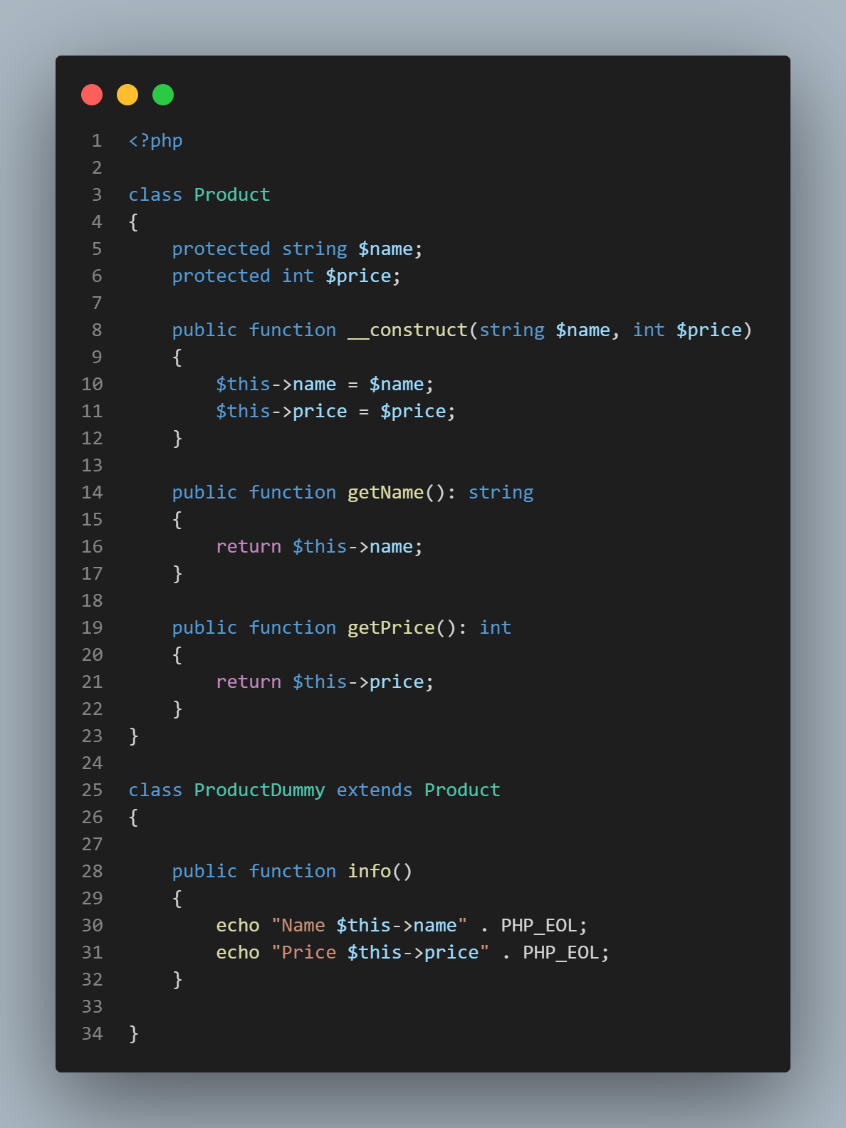 1 <?php
2
3 class Product
4 {
5     protected string $name;
6     protected int $price;
7
8     public function __construct(string $name, int $price)
9     {
10         $this->name = $name;
11         $this->price = $price;
12     }
13
14     public function getName(): string
15     {
16         return $this->name;
17     }
18
19     public function getPrice(): int
20     {
21         return $this->price;
22     }
23 }
24
25 class ProductDummy extends Product
26 {
27
28     public function info()
29     {
30         echo "Name $this->name" . PHP_EOL;
31         echo "Price $this->price" . PHP_EOL;
32     }
33
34 }